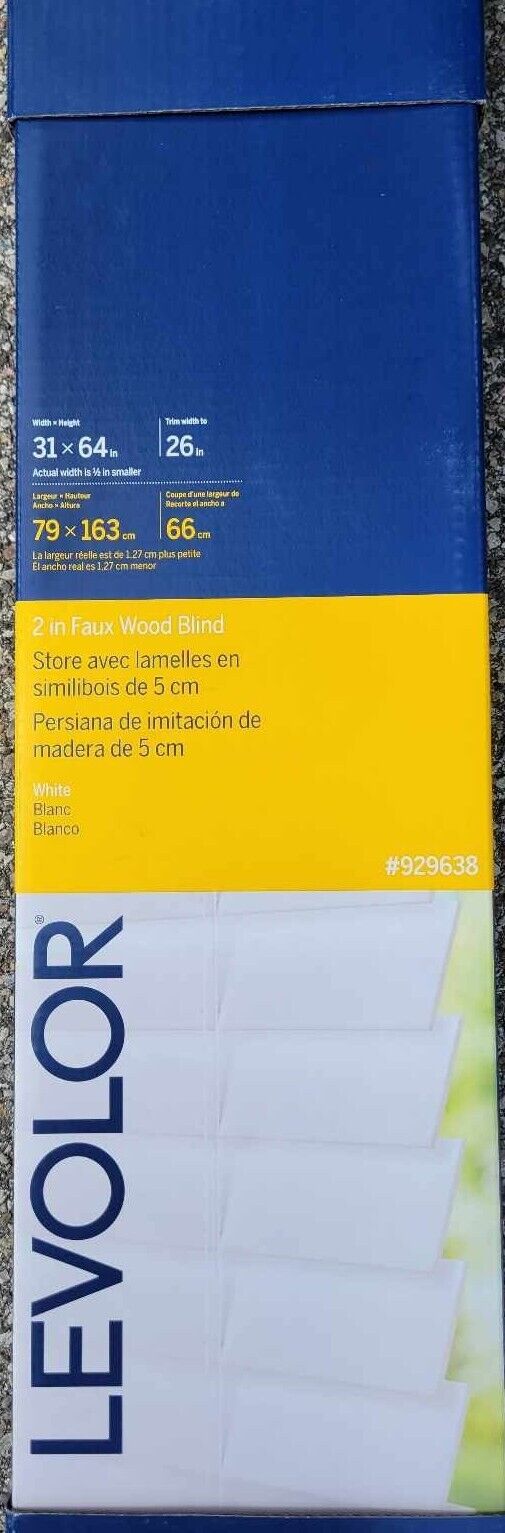 Width × Height
31 × 64 in
Trim width to
26 in
Actual width is ½ in smaller
Largeur × Hauteur
Ancho × Altura
79 × 163 cm
Coupe d'une largeur de
Recorte el ancho a
66 cm
La largeur réelle est de 1.27 cm plus petite
El ancho real es 1,27 cm menor
2 in Faux Wood Blind
Store avec lamelles en
similibois de 5 cm
Persiana de imitación de
madera de 5 cm
White
Blanc
Blanco
#929638
LEVOLOR®